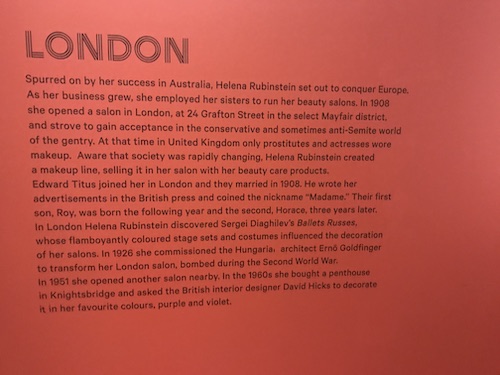 LONDON
Spurred on by her success in Australia, Helena Rubinstein set out to conquer Europe.
As her business grew, she employed her sisters to run her beauty salons. In 1908
she opened a salon in London, at 24 Grafton Street in the select Mayfair district,
and strove to gain acceptance in the conservative and sometimes anti-Semite world
of the gentry. At that time in United Kingdom only prostitutes and actresses wore
makeup. Aware that society was rapidly changing, Helena Rubinstein created
a makeup line, selling it in her salon with her beauty care products.
Edward Titus joined her in London and they married in 1908. He wrote her
advertisements in the British press and coined the nickname “Madame.” Their first
son, Roy, was born the following year and the second, Horace, three years later.
In London Helena Rubinstein discovered Sergei Diaghilev's Ballets Russes,
whose flamboyantly coloured stage sets and costumes influenced the decoration
of her salons. In 1926 she commissioned the Hungaria architect Ernö Goldfinger
to transform her London salon, bombed during the Second World War.
In 1951 she opened another salon nearby. In the 1960s she bought a penthouse
in Knightsbridge and asked the British interior designer David Hicks to decorate
it in her favourite colours, purple and violet.